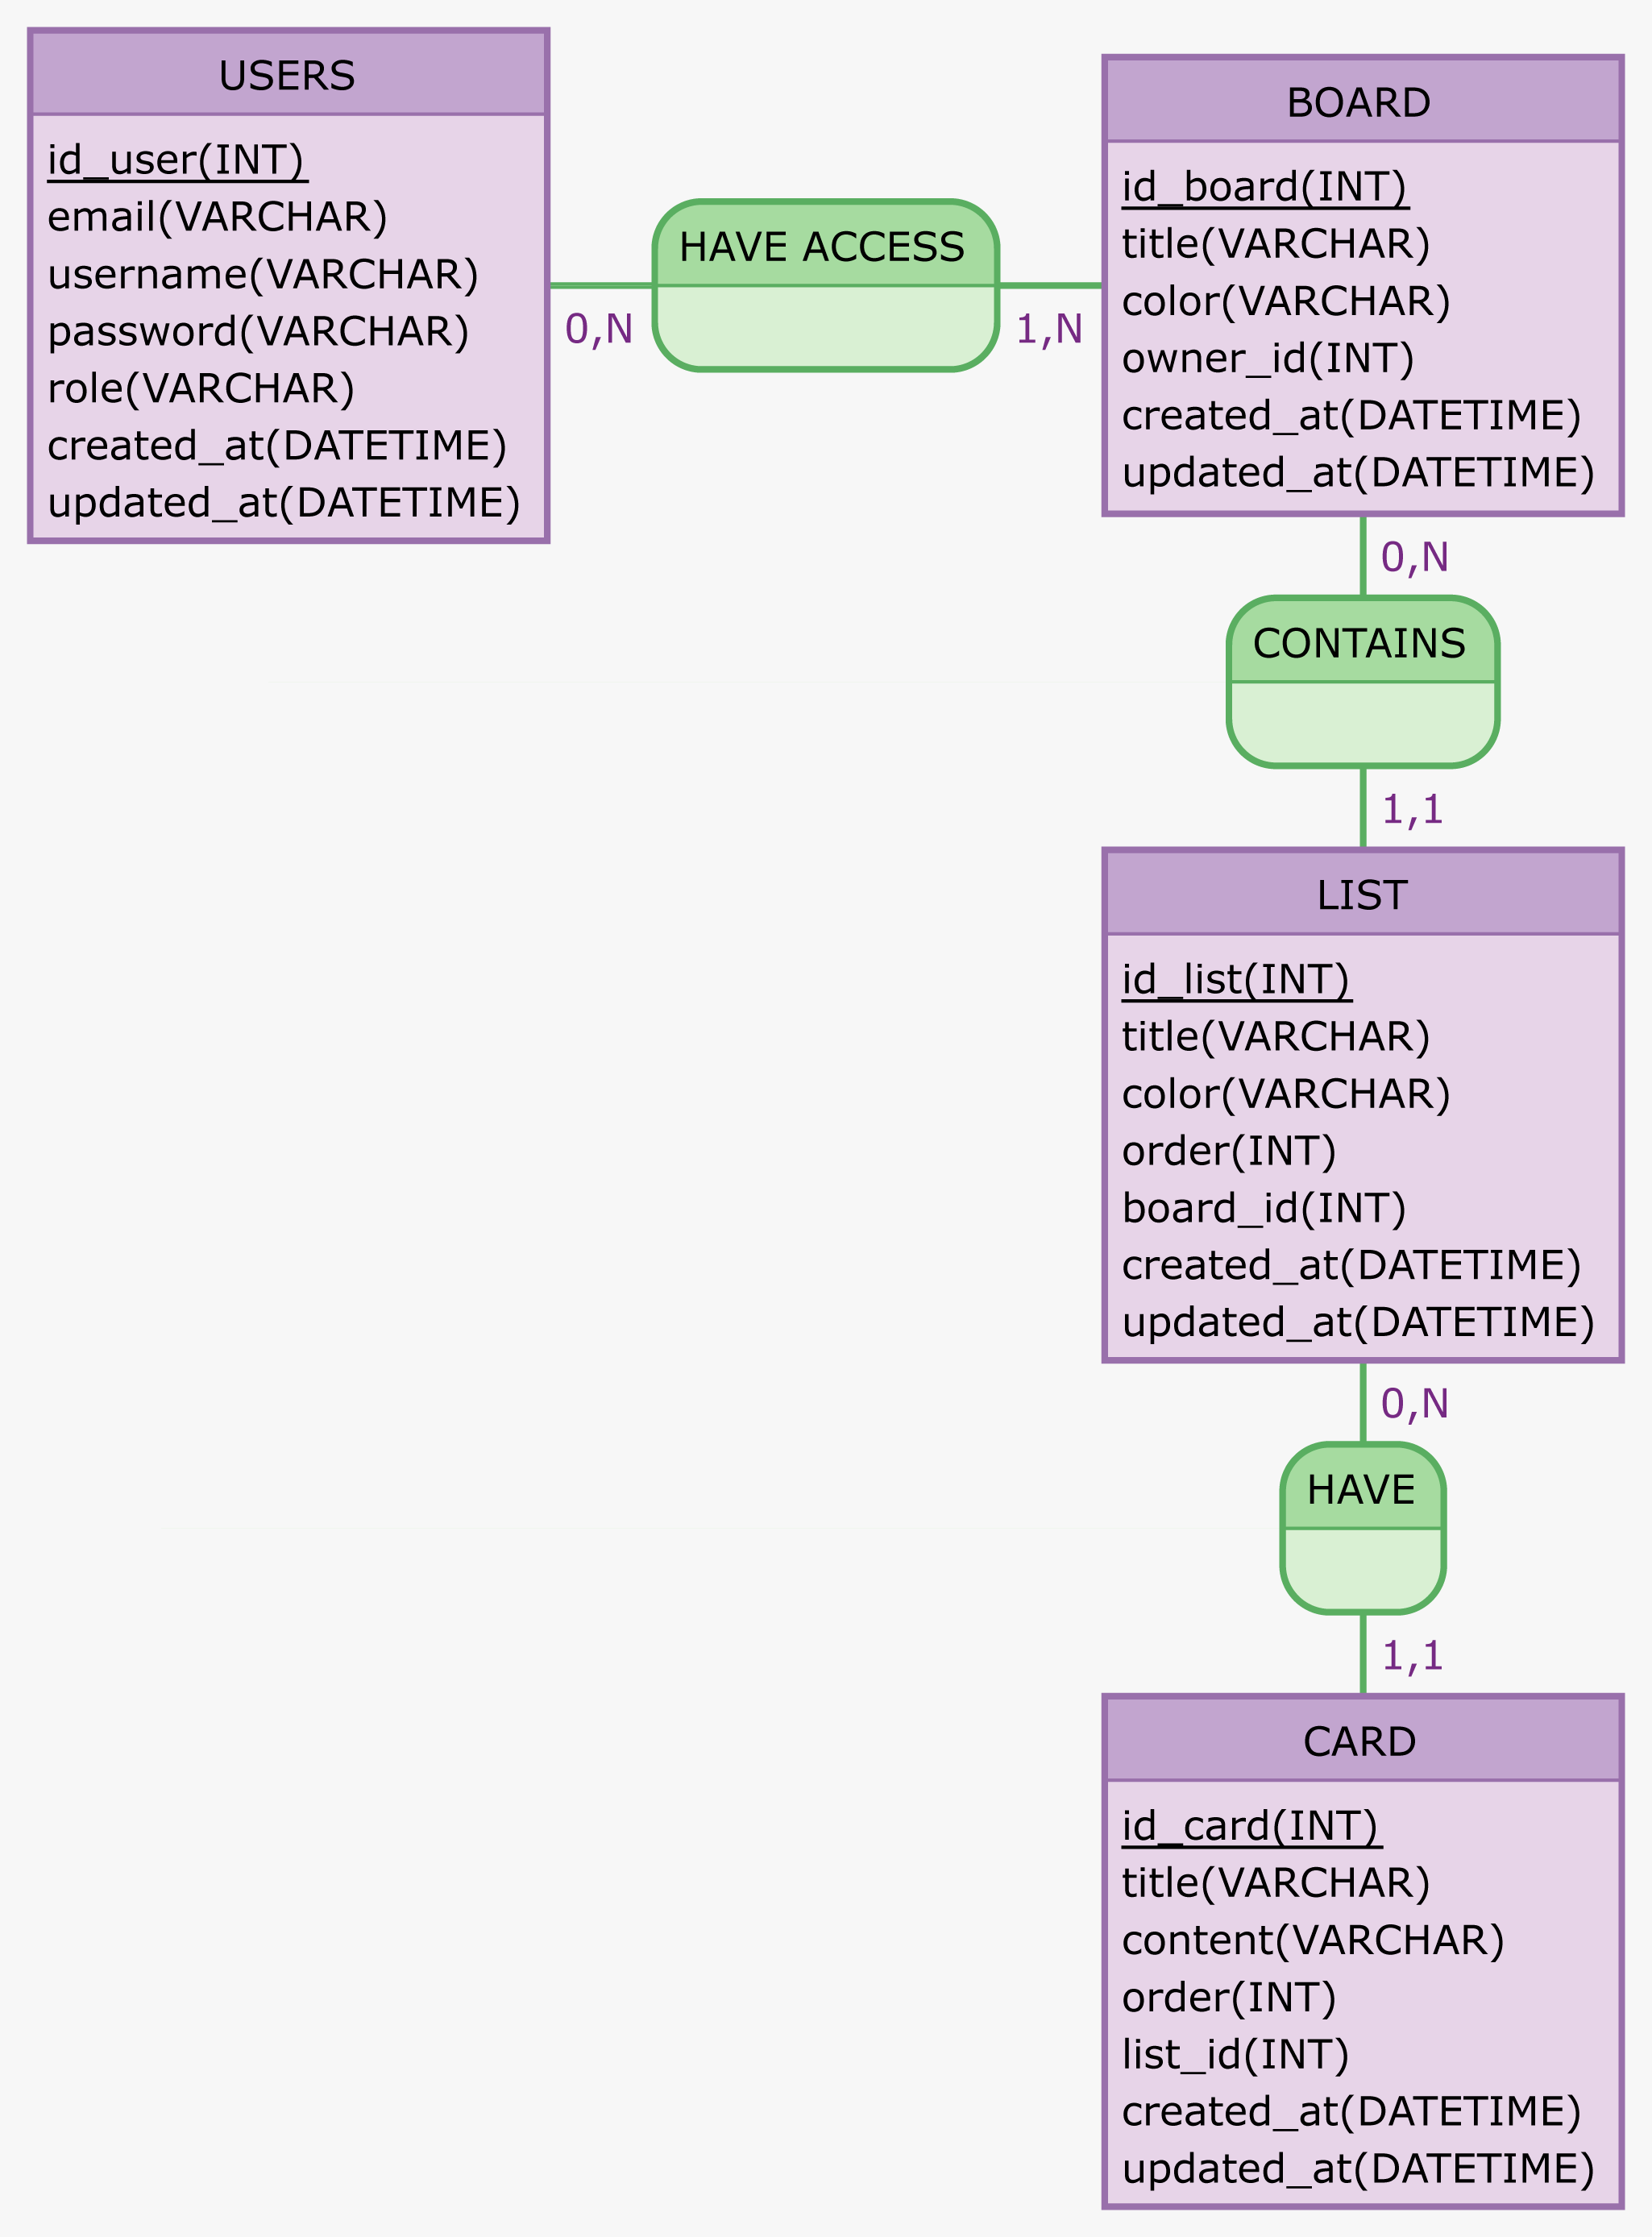 USERS
id_user(INT)
email(VARCHAR)
username(VARCHAR)
password(VARCHAR)
role(VARCHAR)
created_at(DATETIME)
updated_at(DATETIME)
0,N
HAVE ACCESS
1,N
BOARD
id_board(INT)
title(VARCHAR)
color(VARCHAR)
owner_id(INT)
created_at(DATETIME)
updated_at(DATETIME)
0,N
CONTAINS
1,1
LIST
id_list(INT)
title(VARCHAR)
color(VARCHAR)
order(INT)
board_id(INT)
created_at(DATETIME)
updated_at(DATETIME)
0,N
HAVE
1,1
CARD
id_card(INT)
title(VARCHAR)
content(VARCHAR)
order(INT)
list_id(INT)
created_at(DATETIME)
updated_at(DATETIME)